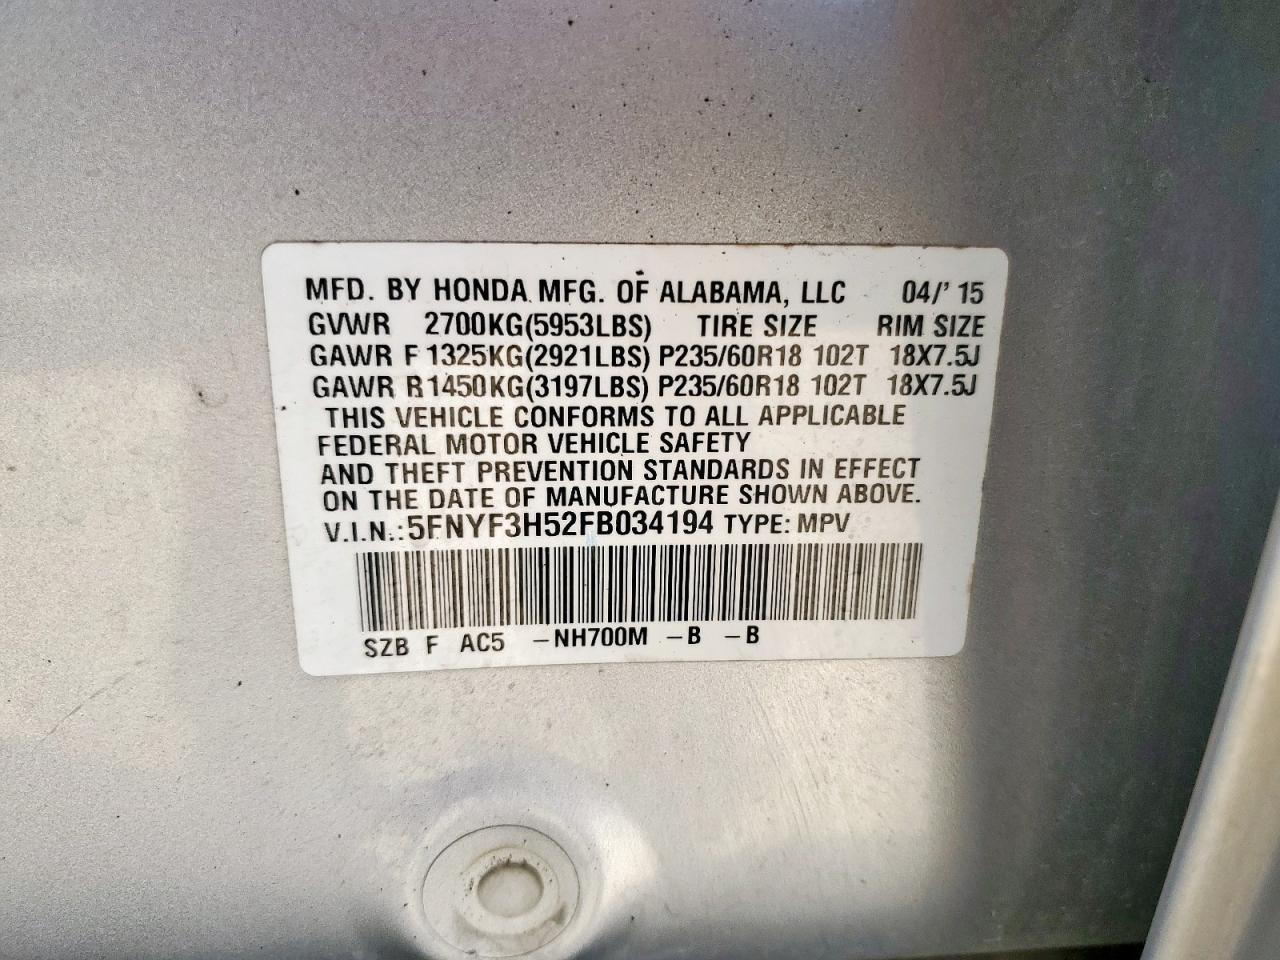 MFD. BY HONDA MFG. OF ALABAMA, LLC 04/'15
GVWR 2700KG(5953LBS) TIRE SIZE RIM SIZE
GAWR F 1325KG(2921LBS) P235/60R18 102T 18X7.5J
GAWR R 1450KG(3197LBS) P235/60R18 102T 18X7.5J
THIS VEHICLE CONFORMS TO ALL APPLICABLE
FEDERAL MOTOR VEHICLE SAFETY
AND THEFT PREVENTION STANDARDS IN EFFECT
ON THE DATE OF MANUFACTURE SHOWN ABOVE.
V.I.N.: 5FNYF3H52FB034194 TYPE: MPV
SZB F AC5 -NH700M -B -B